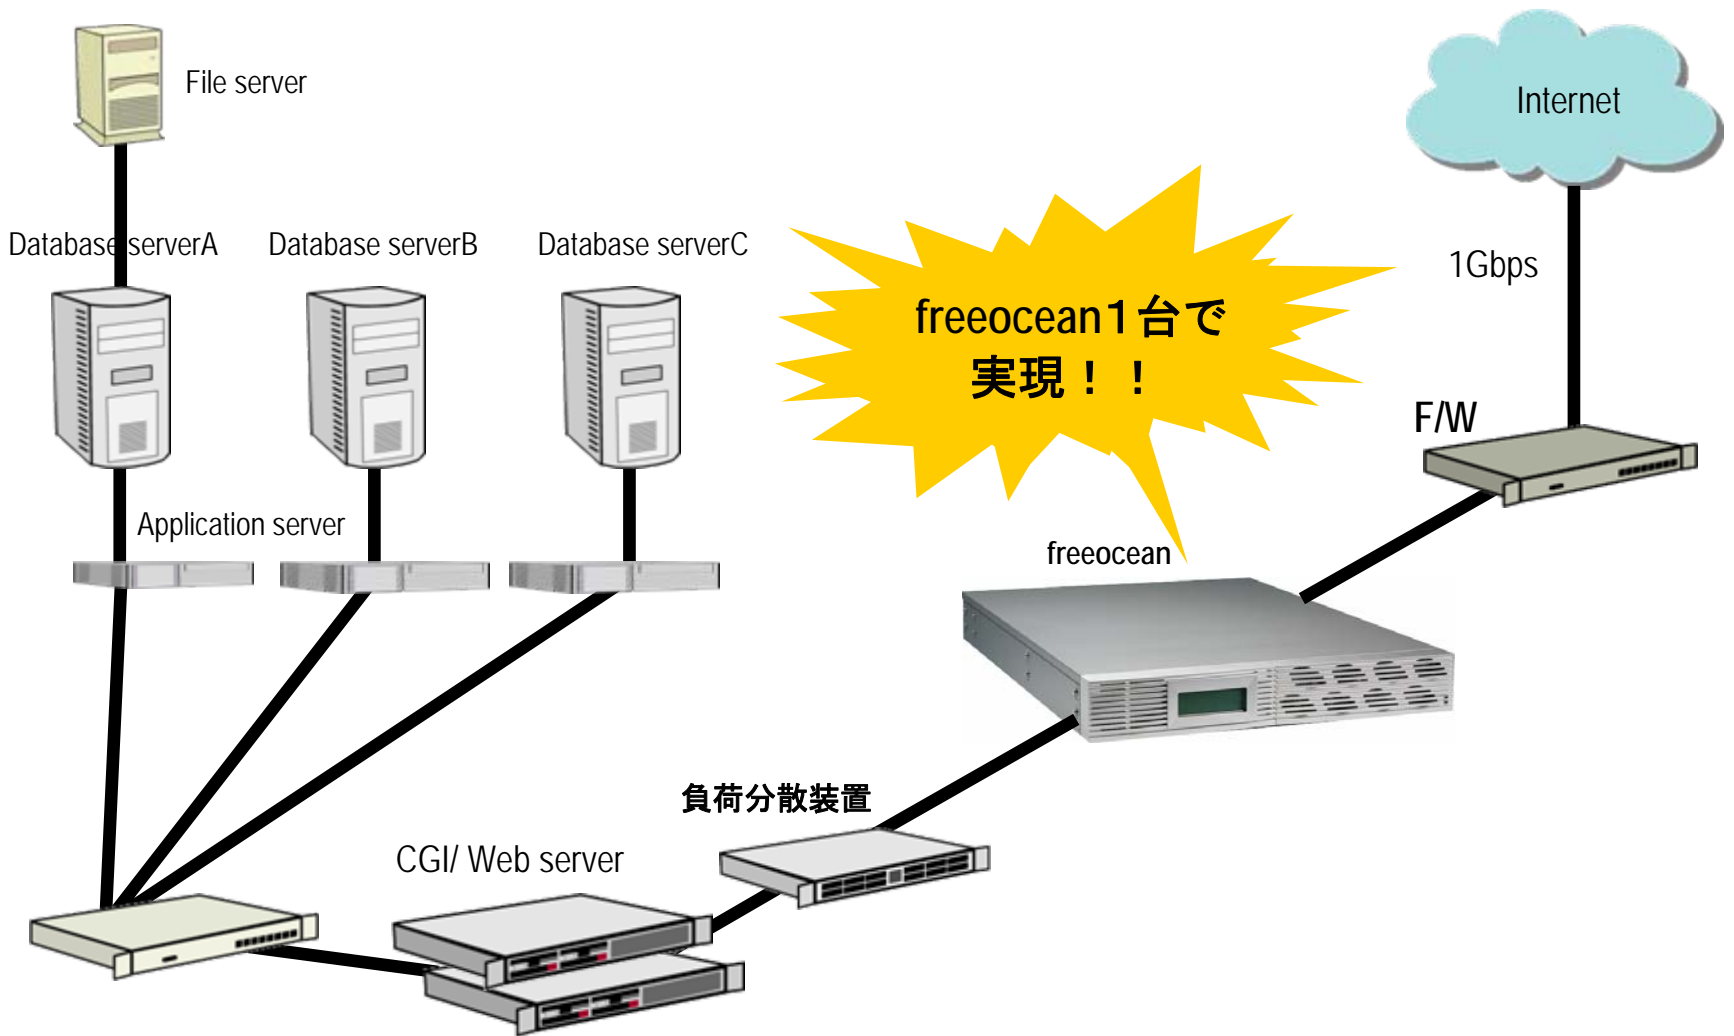 File server
Internet
Database serverA
Database serverB
Database serverC
1Gbps
freeocean１台で
実現！！
F/W
Application server
freeocean
負荷分散装置
CGI/ Web server